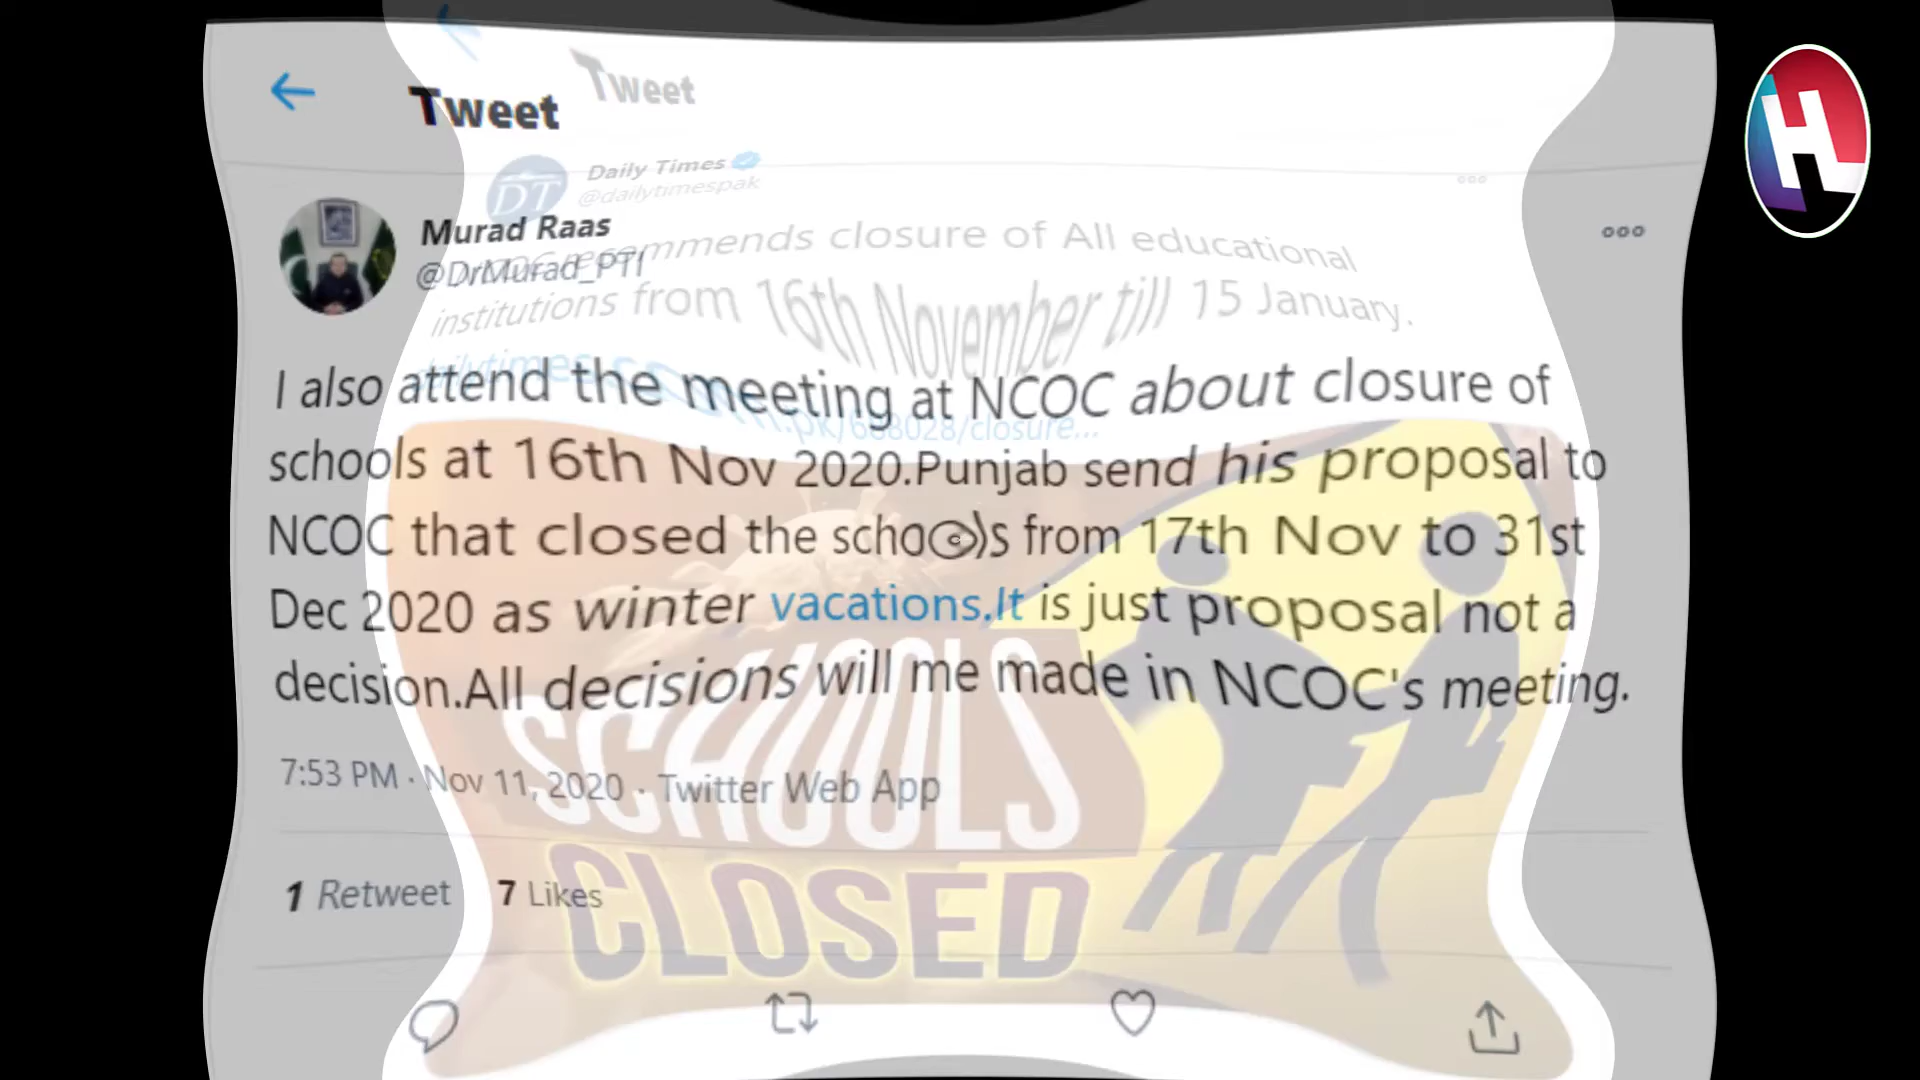 Tweet
Tweet
Daily Times
@dailytimespak
Murad Raas
@DrMurad_PTI
recommends closure of All educational
institutions from 16th November till 15 January.
I also attend the meeting at NCOC about closure of
schools at 16th Nov 2020.Punjab send his proposal to
NCOC that closed the schools from 17th Nov to 31st
Dec 2020 as winter vacations.It is just proposal not a
decision.All decisions will me made in NCOC's meeting.
7:53 PM · Nov 11, 2020 · Twitter Web App
1 Retweet 7 Likes
SCHOOLS
CLOSED
DT
H